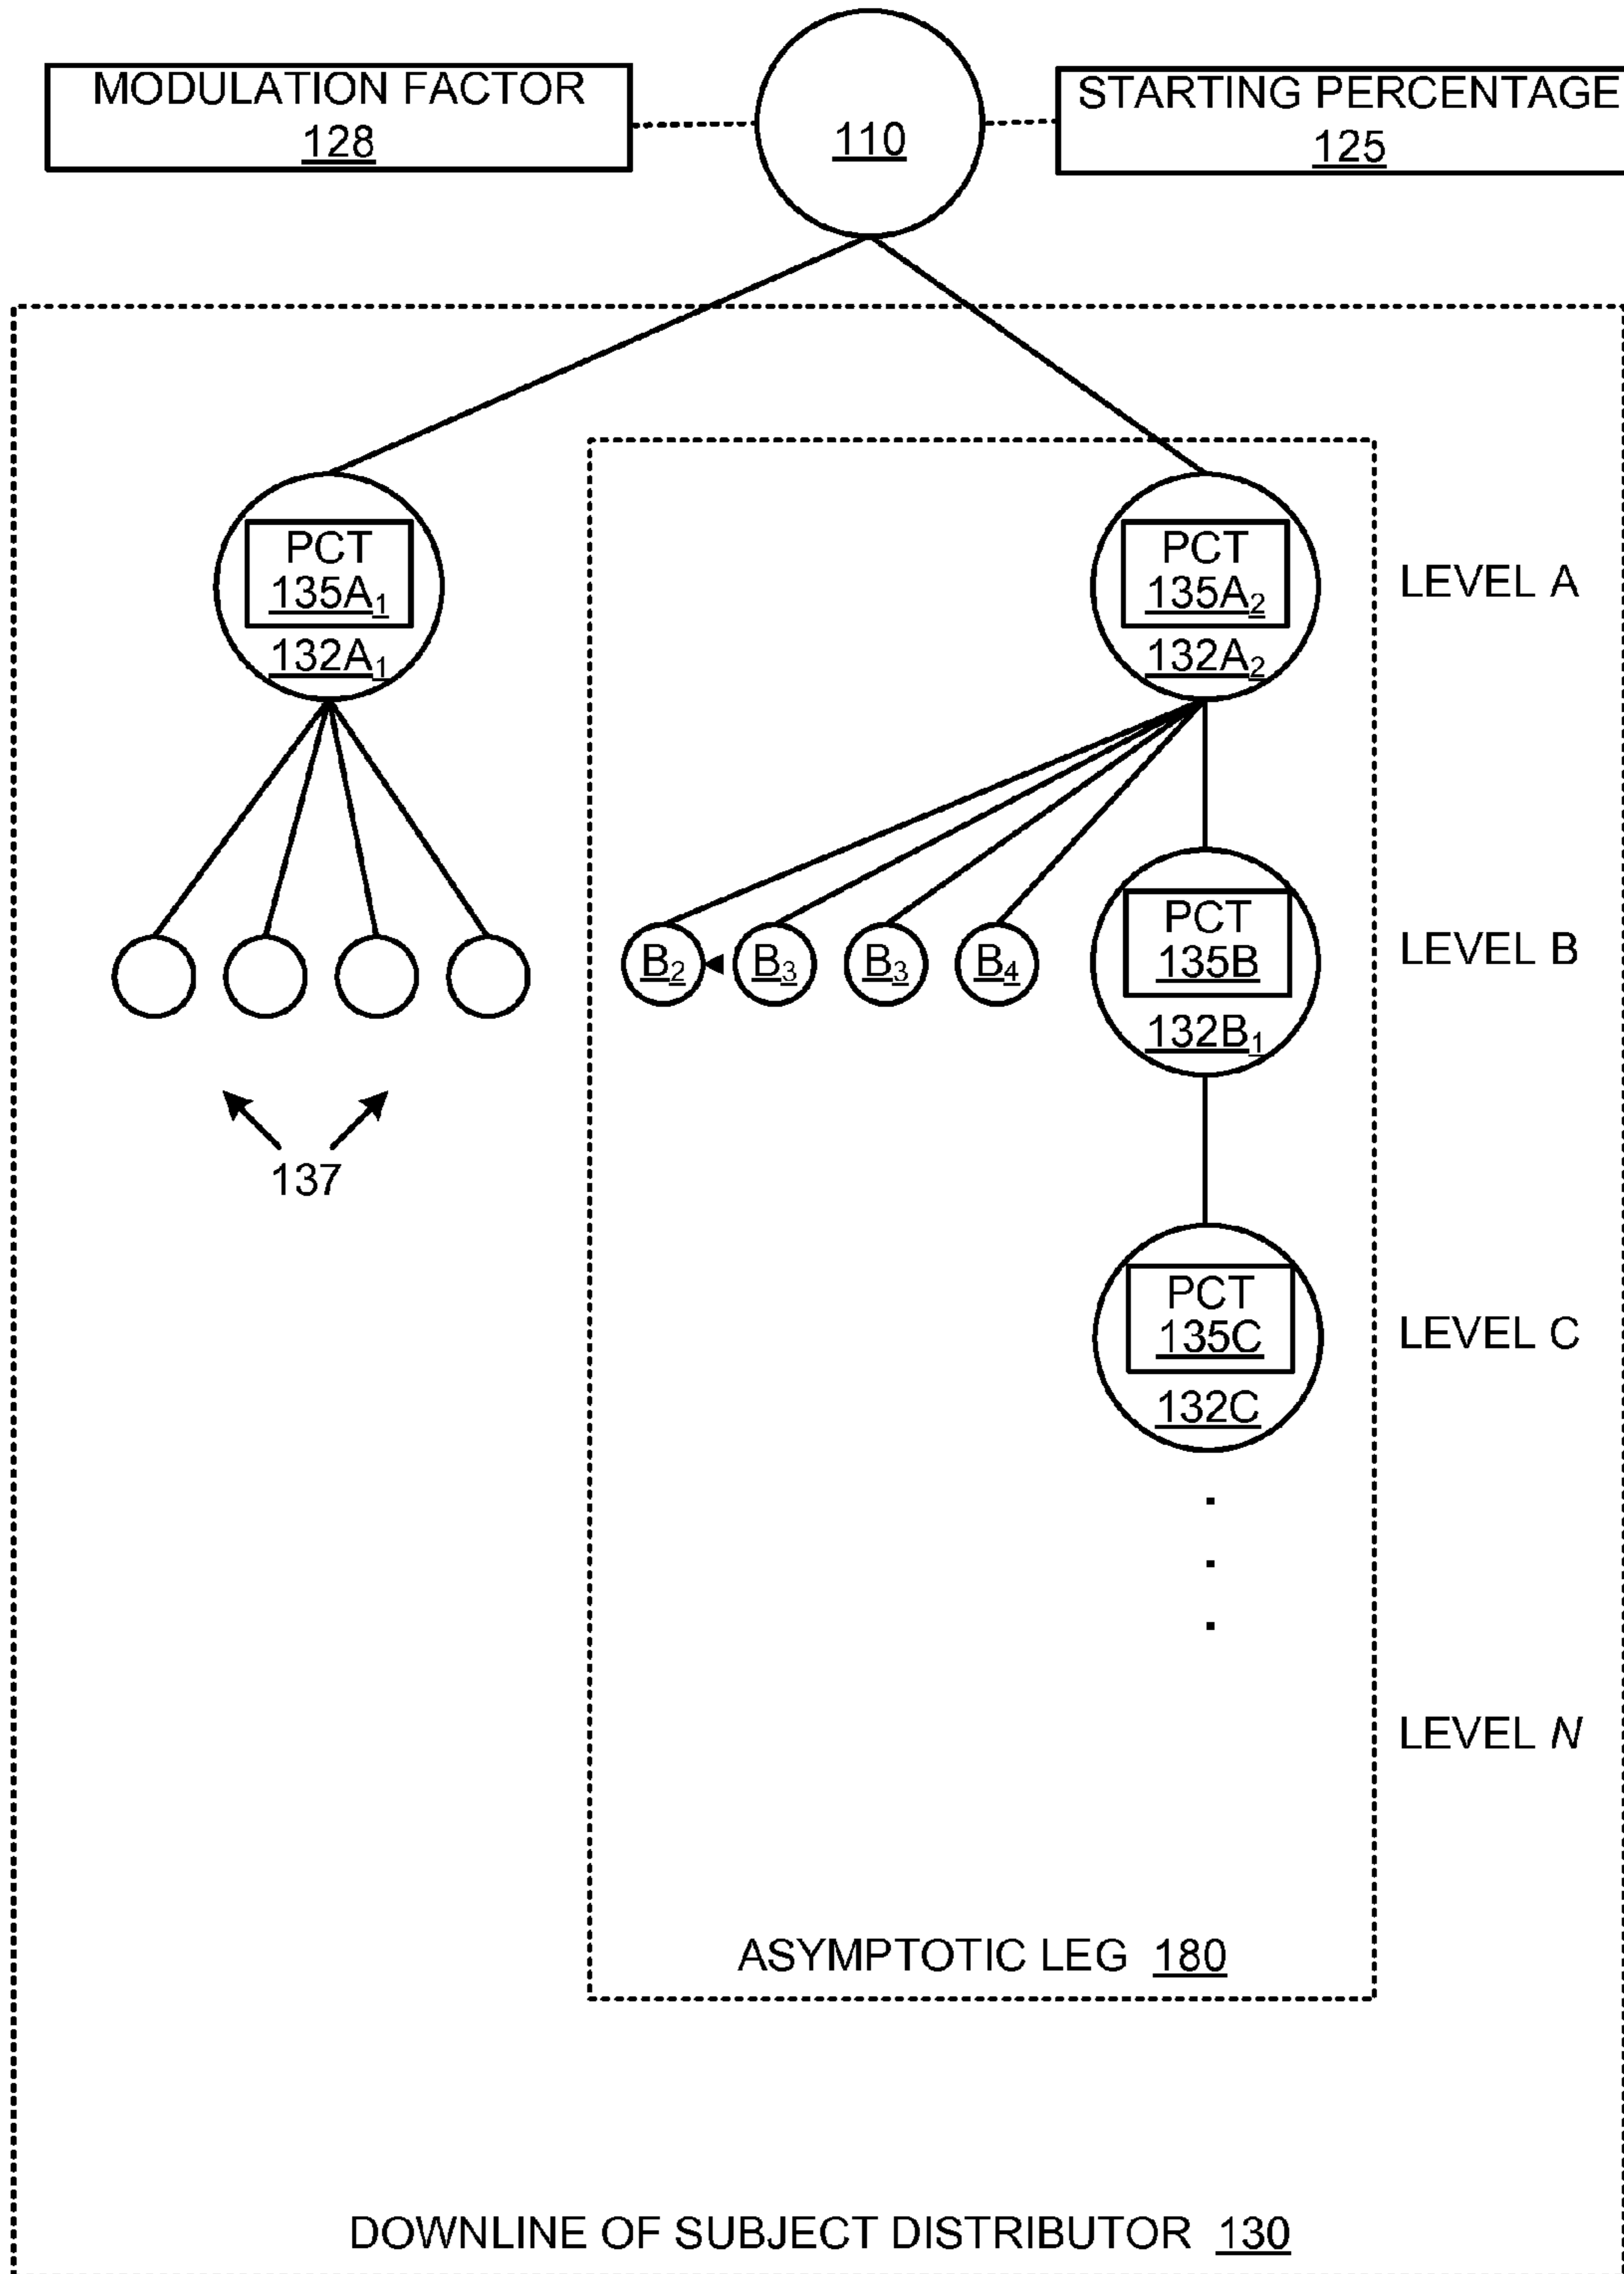 MODULATION FACTOR
128
110
STARTING PERCENTAGE
125
PCT
135A1
132A1
PCT
135A2
132A2
LEVEL A
B2
B3
B3
B4
PCT
135B
132B1
LEVEL B
137
PCT
135C
132C
LEVEL C
.
.
.
LEVEL N
ASYMPTOTIC LEG 180
DOWNLINE OF SUBJECT DISTRIBUTOR 130